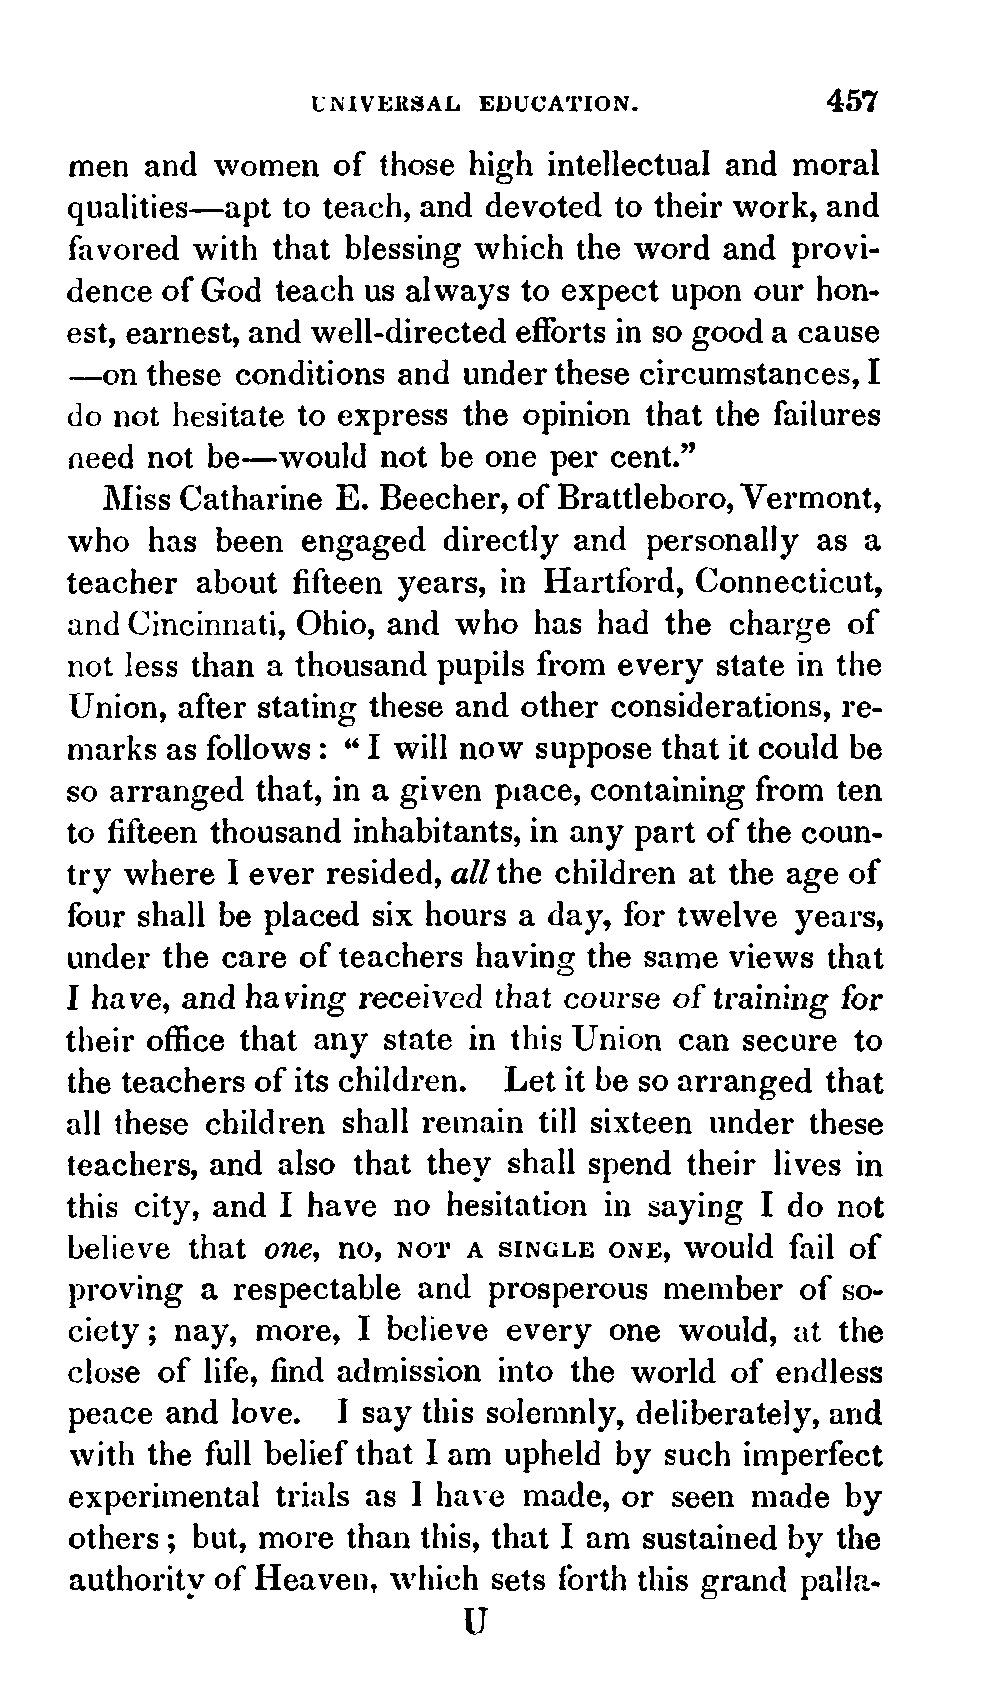 UNIVERSAL EDUCATION. 457
men and women of those high intellectual and moral
qualities—apt to teach, and devoted to their work, and
favored with that blessing which the word and provi-
dence of God teach us always to expect upon our hon-
est, earnest, and well-directed efforts in so good a cause
—on these conditions and under these circumstances, I
do not hesitate to express the opinion that the failures
need not be—would not be one per cent.”
Miss Catharine E. Beecher, of Brattleboro, Vermont,
who has been engaged directly and personally as a
teacher about fifteen years, in Hartford, Connecticut,
and Cincinnati, Ohio, and who has had the charge of
not less than a thousand pupils from every state in the
Union, after stating these and other considerations, re-
marks as follows: “I will now suppose that it could be
so arranged that, in a given place, containing from ten
to fifteen thousand inhabitants, in any part of the coun-
try where I ever resided, all the children at the age of
four shall be placed six hours a day, for twelve years,
under the care of teachers having the same views that
I have, and having received that course of training for
their office that any state in this Union can secure to
the teachers of its children. Let it be so arranged that
all these children shall remain till sixteen under these
teachers, and also that they shall spend their lives in
this city, and I have no hesitation in saying I do not
believe that one, no, NOT A SINGLE ONE, would fail of
proving a respectable and prosperous member of so-
ciety; nay, more, I believe every one would, at the
close of life, find admission into the world of endless
peace and love. I say this solemnly, deliberately, and
with the full belief that I am upheld by such imperfect
experimental trials as I have made, or seen made by
others; but, more than this, that I am sustained by the
authority of Heaven, which sets forth this grand palla-
U